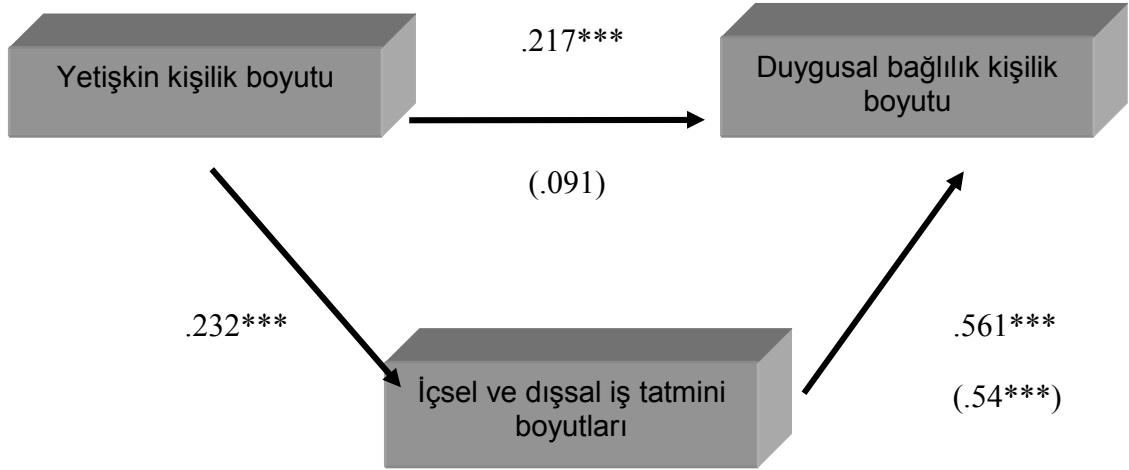 .217***
Yetişkin kişilik boyutu
Duygusal bağlılık kişilik
boyutu
(.091)
.232***
.561***
(.54***)
İçsel ve dışsal iş tatmini
boyutları